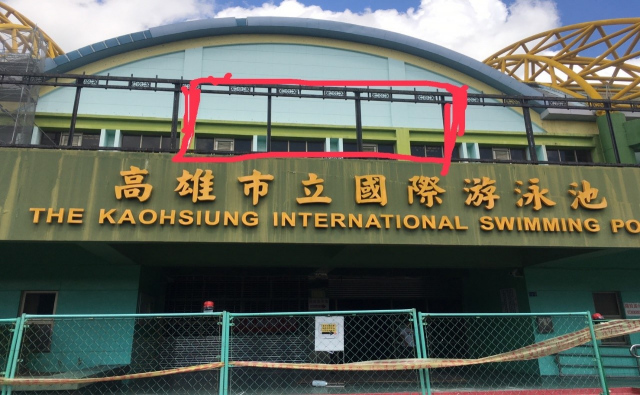 高雄市立國際游泳池
THE KAOHSIUNG INTERNATIONAL SWIMMING PO